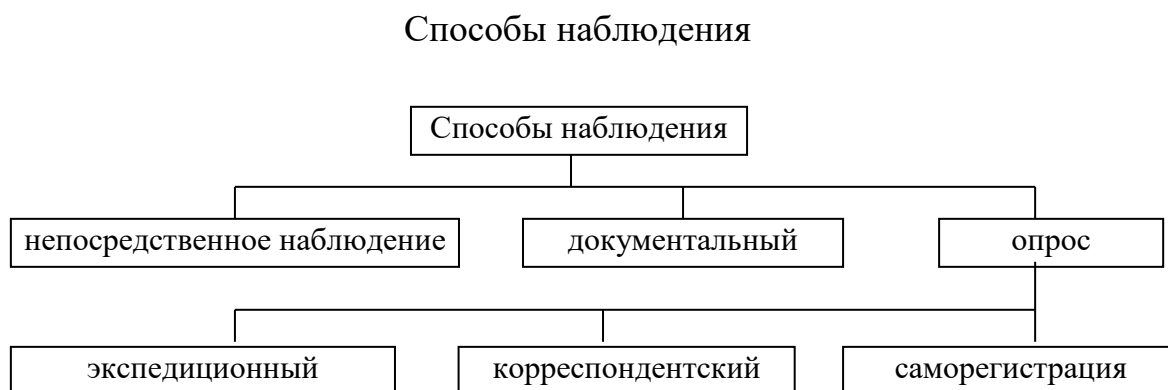 Способы наблюдения
Способы наблюдения
непосредственное наблюдение
документальный
опрос
экспедиционный
корреспондентский
саморегистрация